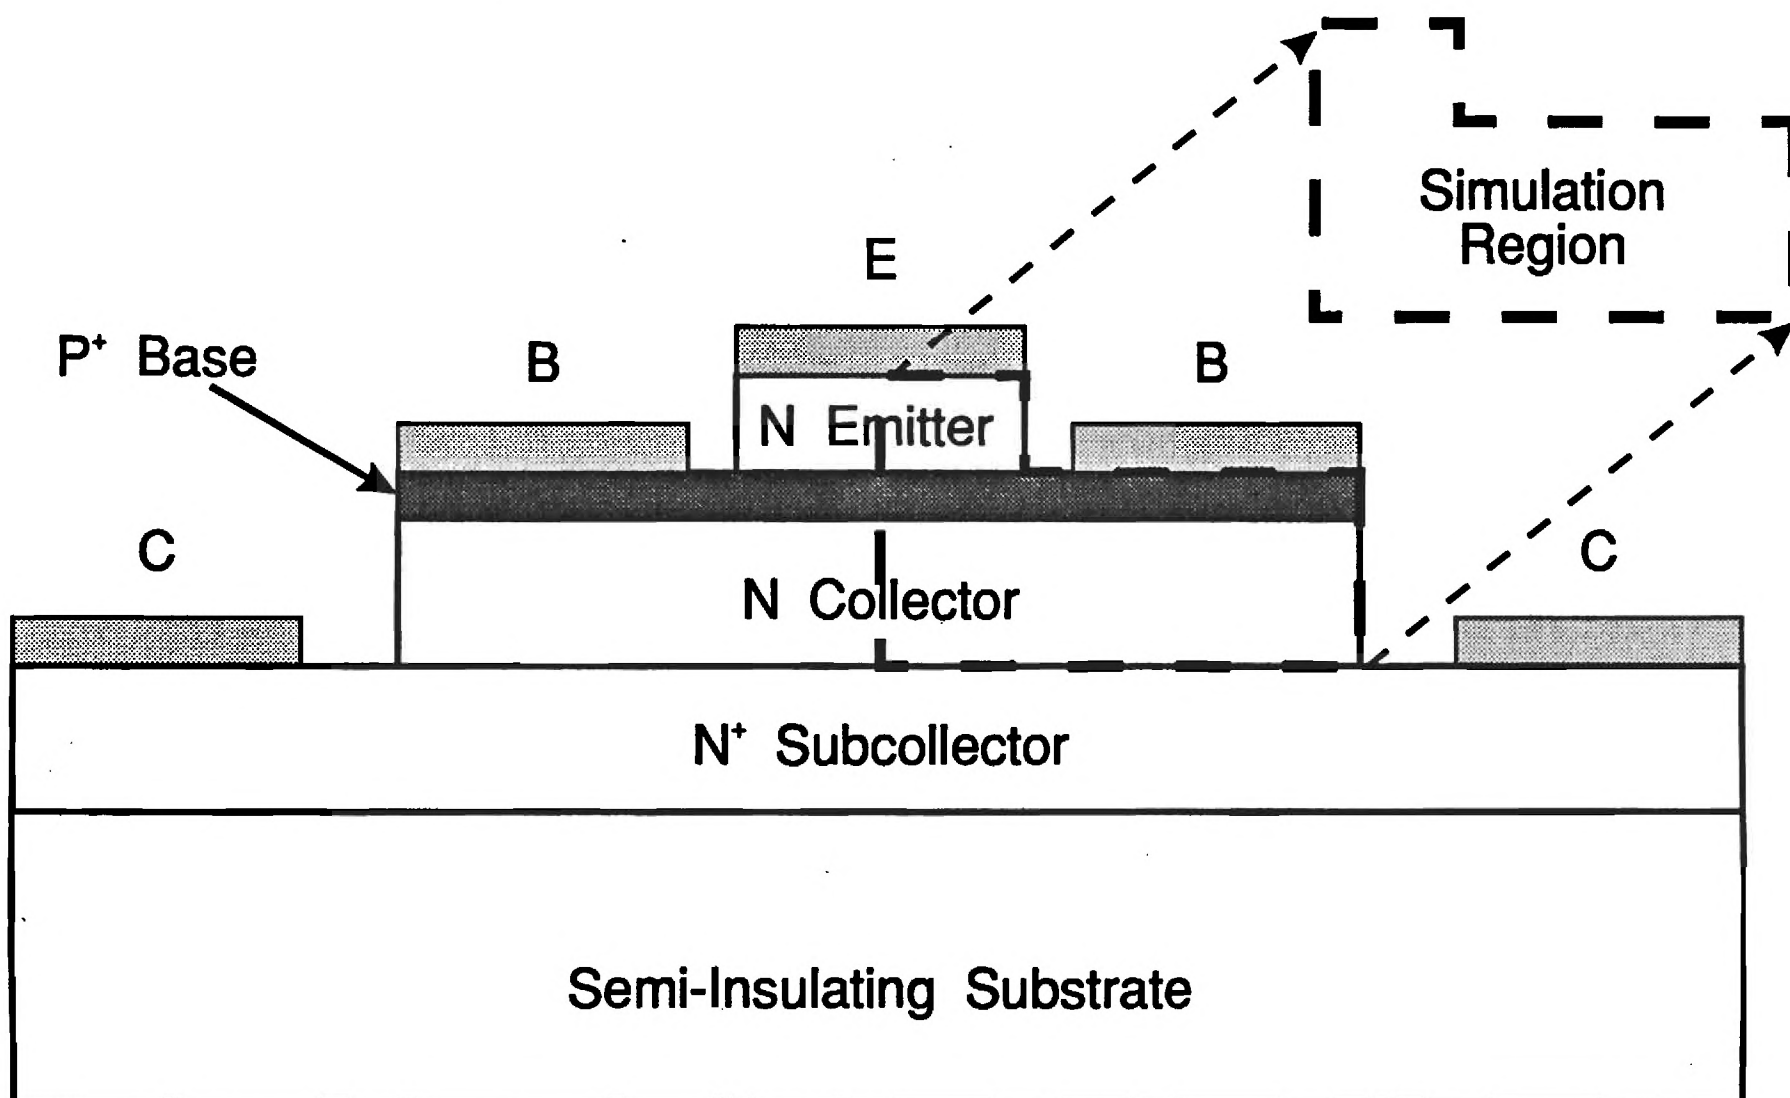 Simulation
Region
E
P⁺ Base
B
B
N Emitter
C
C
N Collector
N⁺ Subcollector
Semi-Insulating Substrate